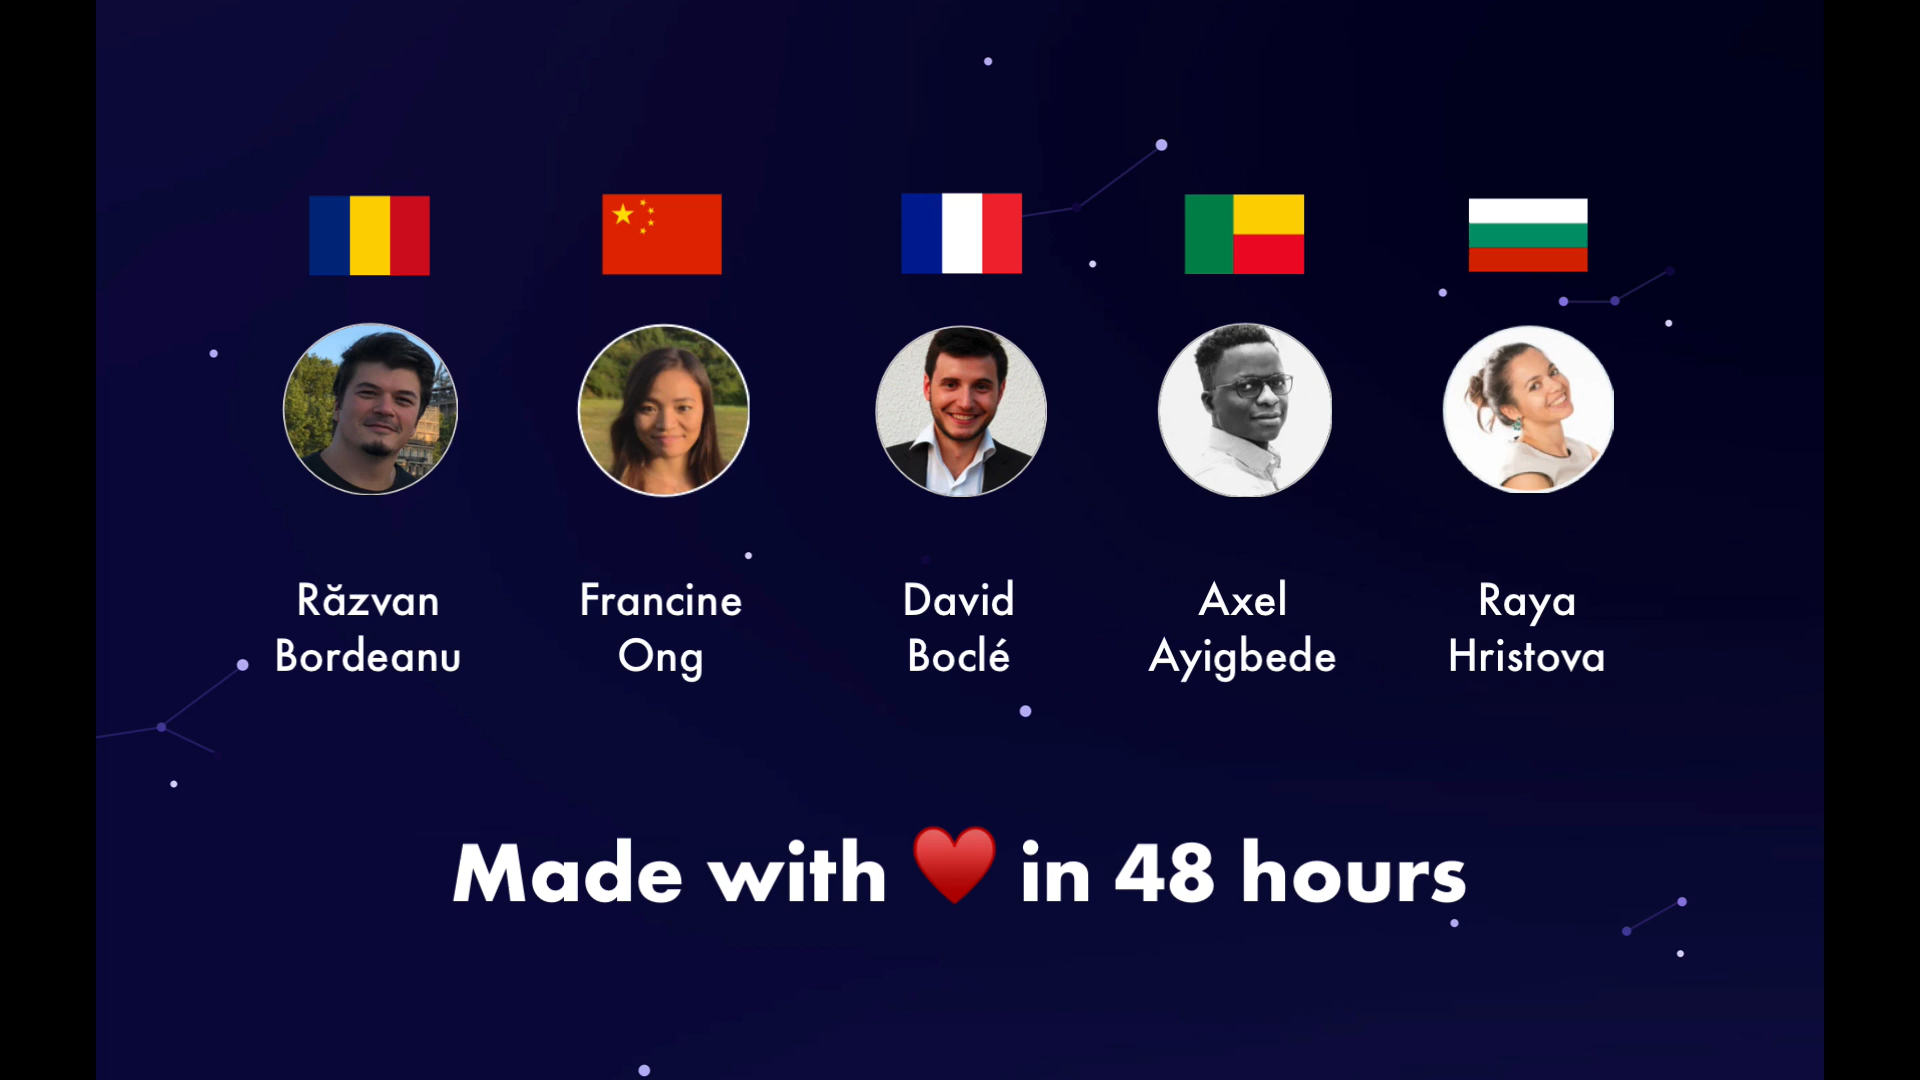 Răzvan
Bordeanu
Francine
Ong
David
Boclé
Axel
Ayigbede
Raya
Hristova
Made with ♥ in 48 hours